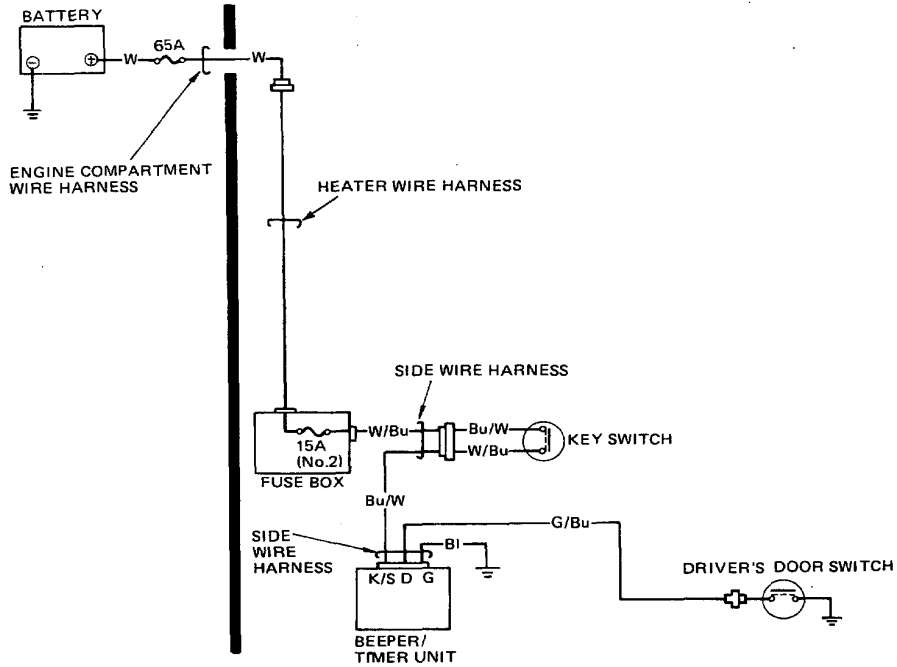 BATTERY
65A
W
W
ENGINE COMPARTMENT
WIRE HARNESS
HEATER WIRE HARNESS
SIDE WIRE HARNESS
W/Bu
Bu/W
KEY SWITCH
W/Bu
15A
(No.2)
FUSE BOX
Bu/W
G/Bu
SIDE
WIRE
HARNESS
Bl
K/S D G
DRIVER'S DOOR SWITCH
BEEPER/
TIMER UNIT